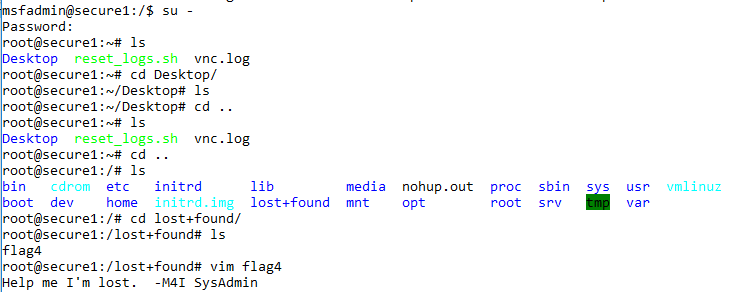 msfadmin@secure1:/$ su -
Password:
root@secure1:~# ls
Desktop  reset_logs.sh  vnc.log
root@secure1:~# cd Desktop/
root@secure1:~/Desktop# ls
root@secure1:~/Desktop# cd ..
root@secure1:~# ls
Desktop  reset_logs.sh  vnc.log
root@secure1:~# cd ..
root@secure1:/# ls
bin   cdrom  etc   initrd      lib         media  nohup.out  proc  sbin  sys  usr  vmlinuz
boot  dev    home  initrd.img  lost+found  mnt    opt        root  srv   tmp  var
root@secure1:/# cd lost+found/
root@secure1:/lost+found# ls
flag4
root@secure1:/lost+found# vim flag4
Help me I'm lost.  -M4I SysAdmin